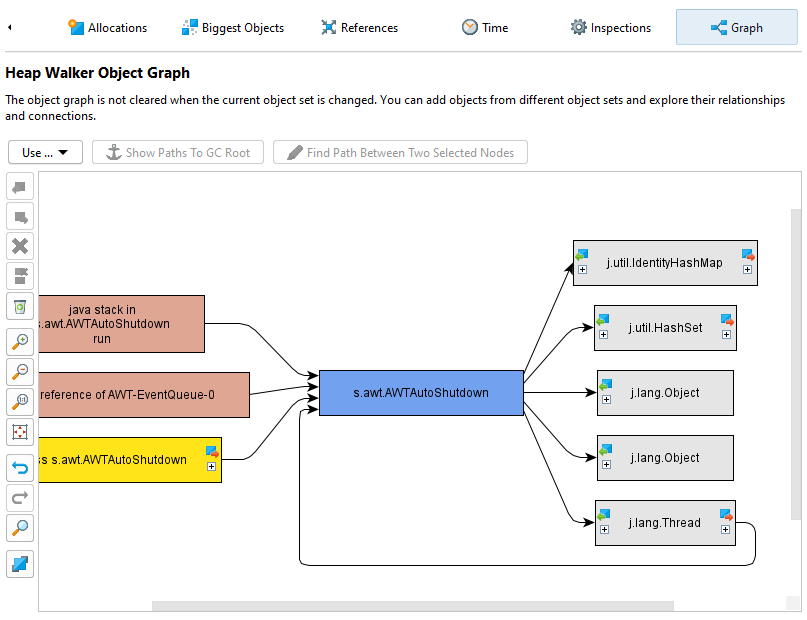 Allocations
Biggest Objects
References
Time
Inspections
Graph
Heap Walker Object Graph
The object graph is not cleared when the current object set is changed. You can add objects from different object sets and explore their relationships
and connections.
Use ...
Show Paths To GC Root
Find Path Between Two Selected Nodes
java stack in
s.awt.AWTAutoShutdown
run
reference of AWT-EventQueue-0
ss s.awt.AWTAutoShutdown
s.awt.AWTAutoShutdown
j.util.IdentityHashMap
j.util.HashSet
j.lang.Object
j.lang.Object
j.lang.Thread